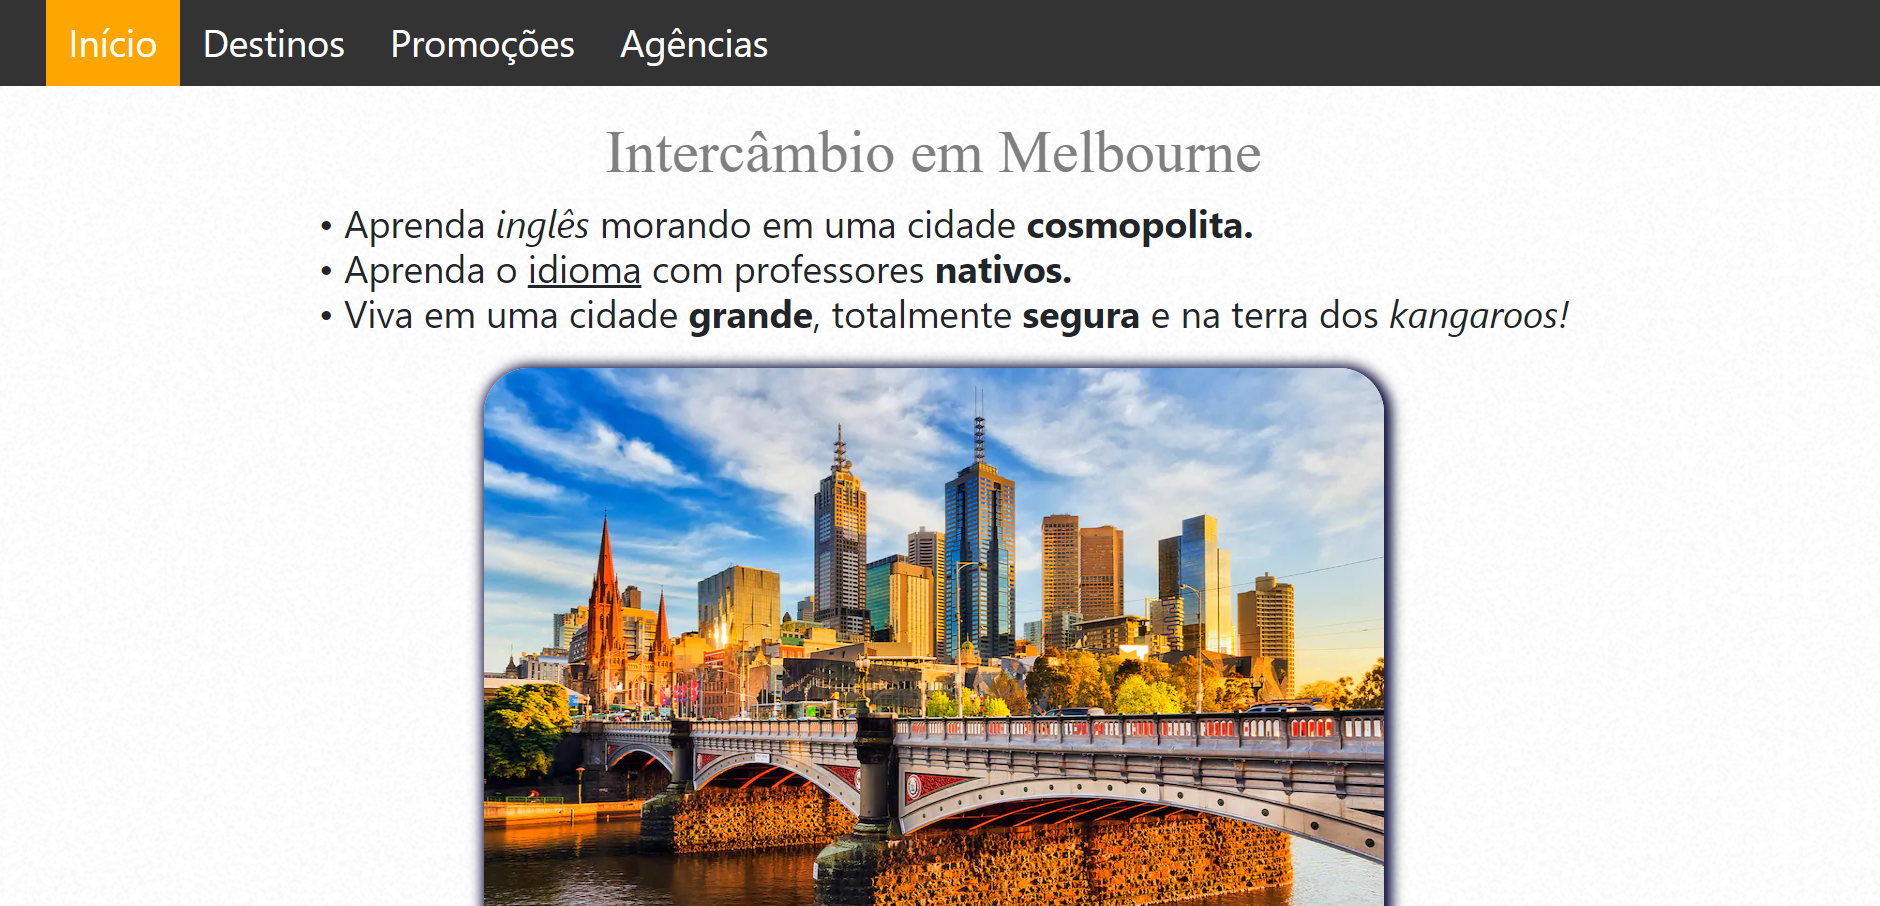 Início Destinos Promoções Agências
Intercâmbio em Melbourne
• Aprenda inglês morando em uma cidade cosmopolita.
• Aprenda o idioma com professores nativos.
• Viva em uma cidade grande, totalmente segura e na terra dos kangaroos!